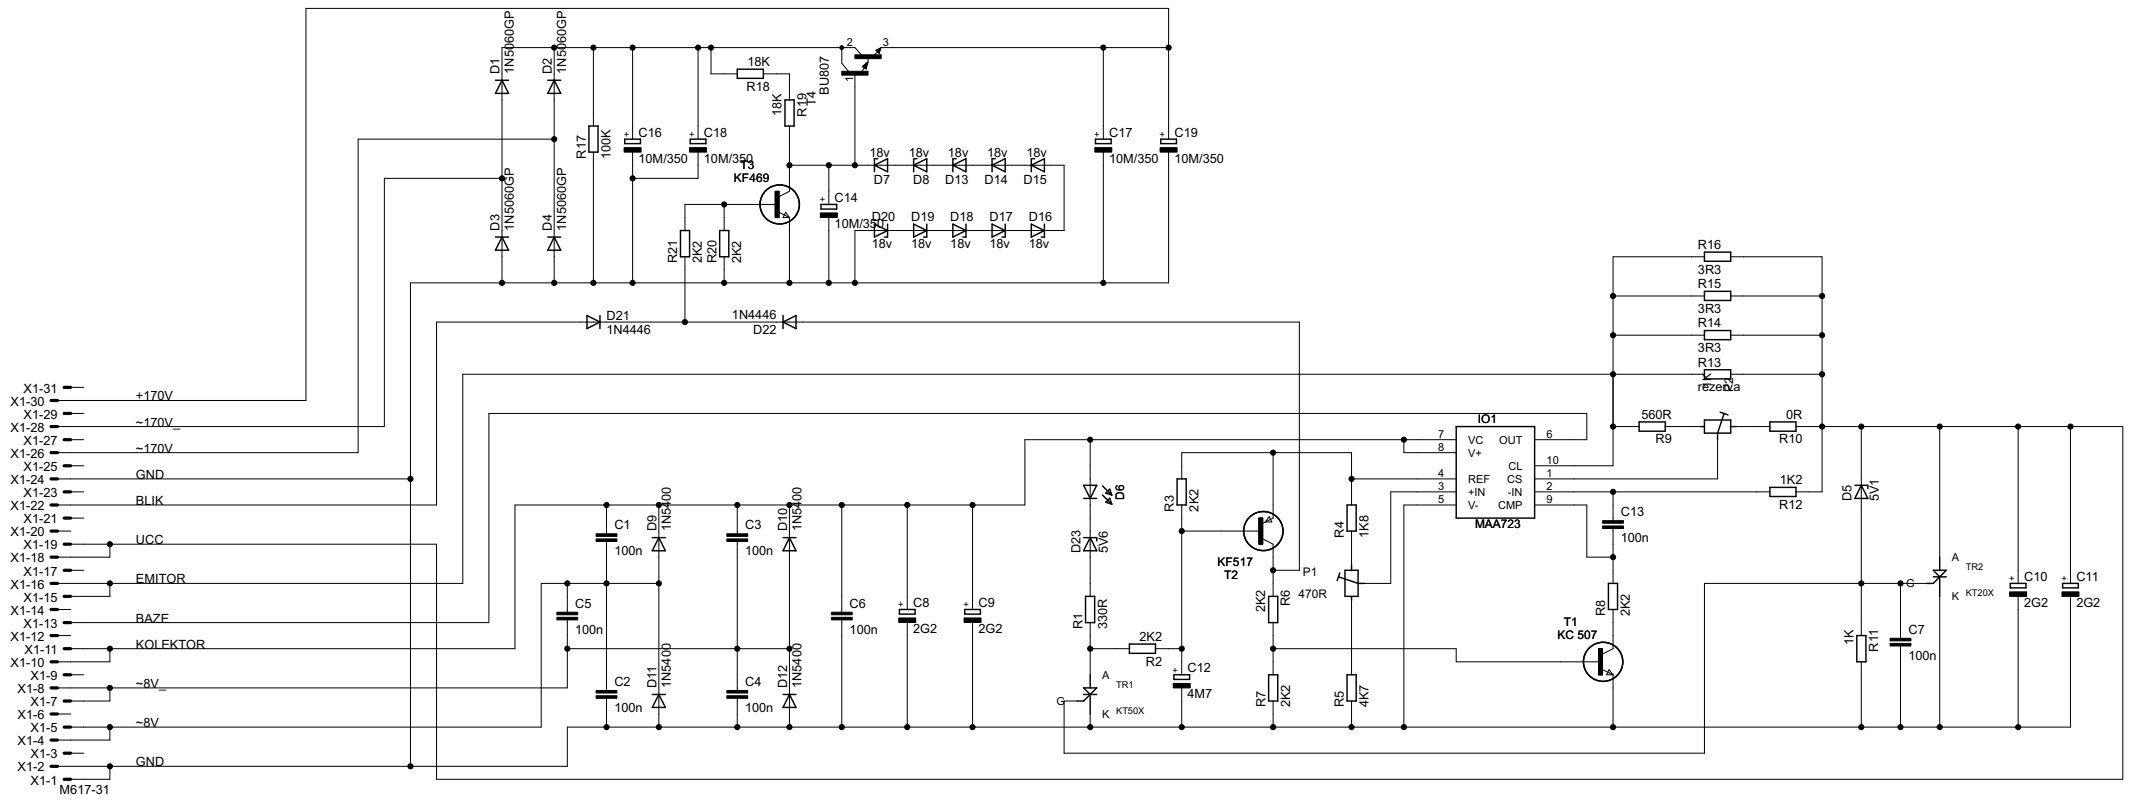 D1
1N5060GP
D2
1N5060GP
D3
1N5060GP
D4
1N5060GP
R17
100K
C16
10M/350
C18
10M/350
18K
R18
18K
R19
T4
BU807
1
2
3
T3
KF469
R21
2K2
R20
2K2
C14
10M/350
18v
D7
18v
D8
18v
D13
18v
D14
18v
D15
D20
18v
D19
18v
D18
18v
D17
18v
D16
18v
C17
10M/350
C19
10M/350
D21
1N4446
1N4446
D22
R16
3R3
R15
3R3
R14
3R3
R13
rezerva
560R
R9
0R
R10
1K2
R12
X1-31
X1-30
+170V
X1-29
X1-28
~170V_
X1-27
X1-26
~170V
X1-25
X1-24
GND
X1-23
X1-22
BLIK
X1-21
X1-20
X1-19
UCC
X1-18
X1-17
X1-16
EMITOR
X1-15
X1-14
X1-13
BAZE
X1-12
X1-11
KOLEKTOR
X1-10
X1-9
X1-8
~8V_
X1-7
X1-6
X1-5
~8V
X1-4
X1-3
X1-2
GND
X1-1
M617-31
C1
100n
D9
1N5400
C3
100n
D10
1N5400
C5
100n
C2
100n
D11
1N5400
C4
100n
D12
1N5400
C6
100n
C8
2G2
C9
2G2
D6
D23
5V6
R1
330R
2K2
R2
A
TR1
G
K
KT50X
R3
2K2
C12
4M7
KF517
T2
2K2
R6
R7
2K2
R4
1K8
P1
470R
R5
4K7
IO1
7
VC
OUT
6
8
V+
CL
10
4
REF
CS
1
3
+IN
-IN
2
5
V-
CMP
9
MAA723
C13
100n
R8
2K2
T1
KC 507
D5
5V1
1K
R11
C7
100n
A
TR2
G
K
KT20X
C10
2G2
C11
2G2